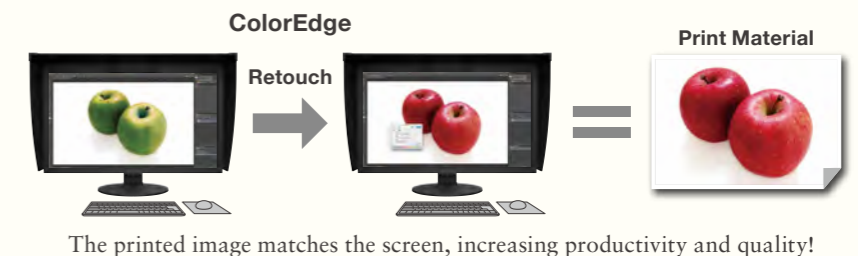 ColorEdge
Print Material
Retouch
The printed image matches the screen, increasing productivity and quality!